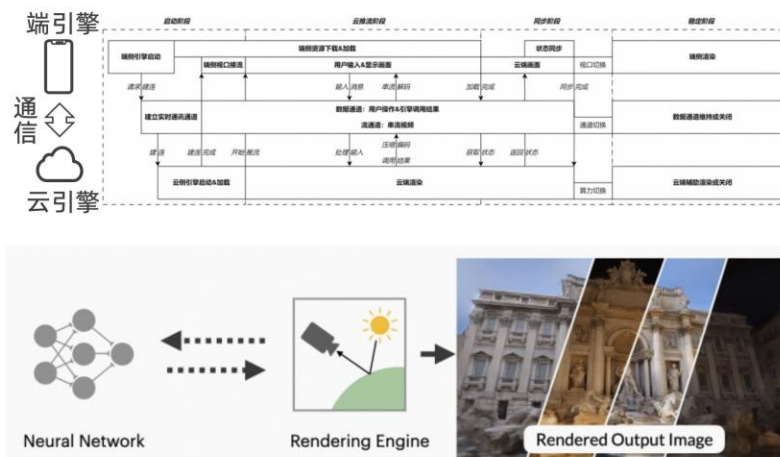 启动阶段 云推流阶段 同步阶段 稳定阶段
端引擎
端侧资源下载&加载 状态同步
端侧引擎启动 端侧视口接流 用户输入&显示画面 云端画面 视口切换 端侧渲染
请求 建连 输入 消息 串流 解码 加载 完成 同步 完成
通信
建立实时通讯通道 数据通道：用户操作&引擎调用结果
流通道：串流视频 通道切换 数据通道维持或关闭
建 连 建连 完成 开始 推流 处理 输入 压缩 编码 获取 状态 返回 状态
调用 结果
云引擎
云侧引擎启动&加载 云端渲染 算力切换 云端辅助渲染或关闭
Neural Network Rendering Engine Rendered Output Image